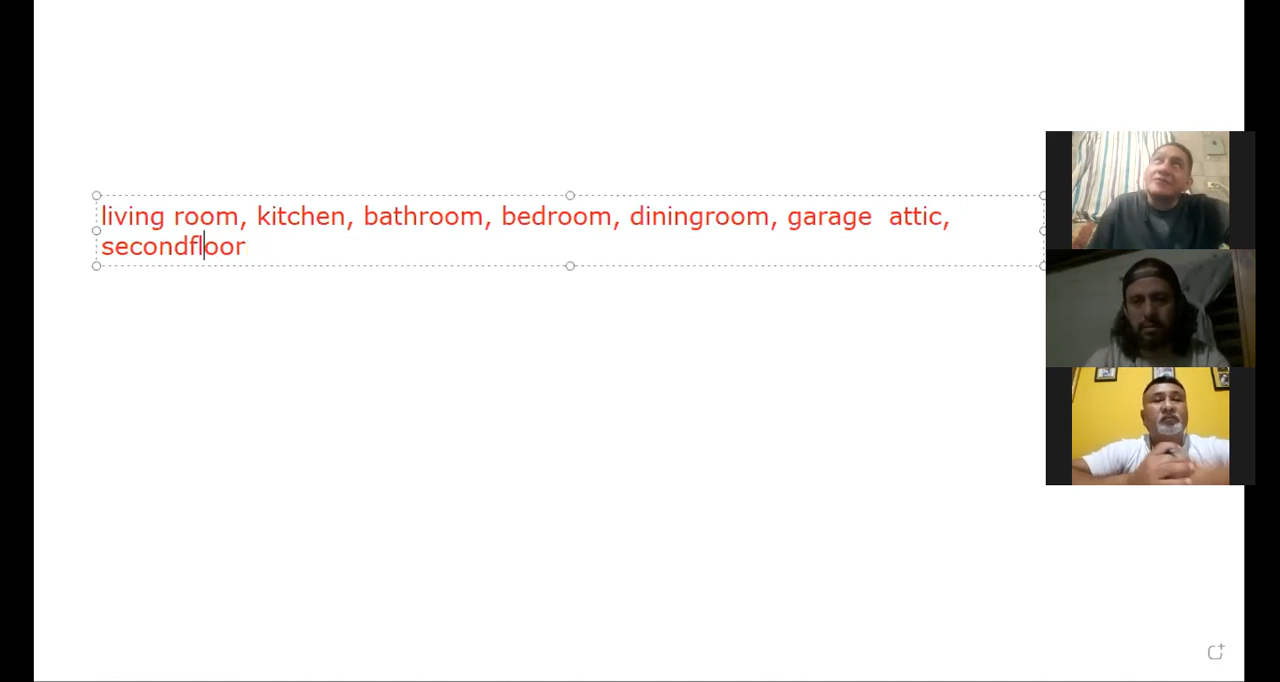 living room, kitchen, bathroom, bedroom, diningroom, garage  attic,
secondfloor